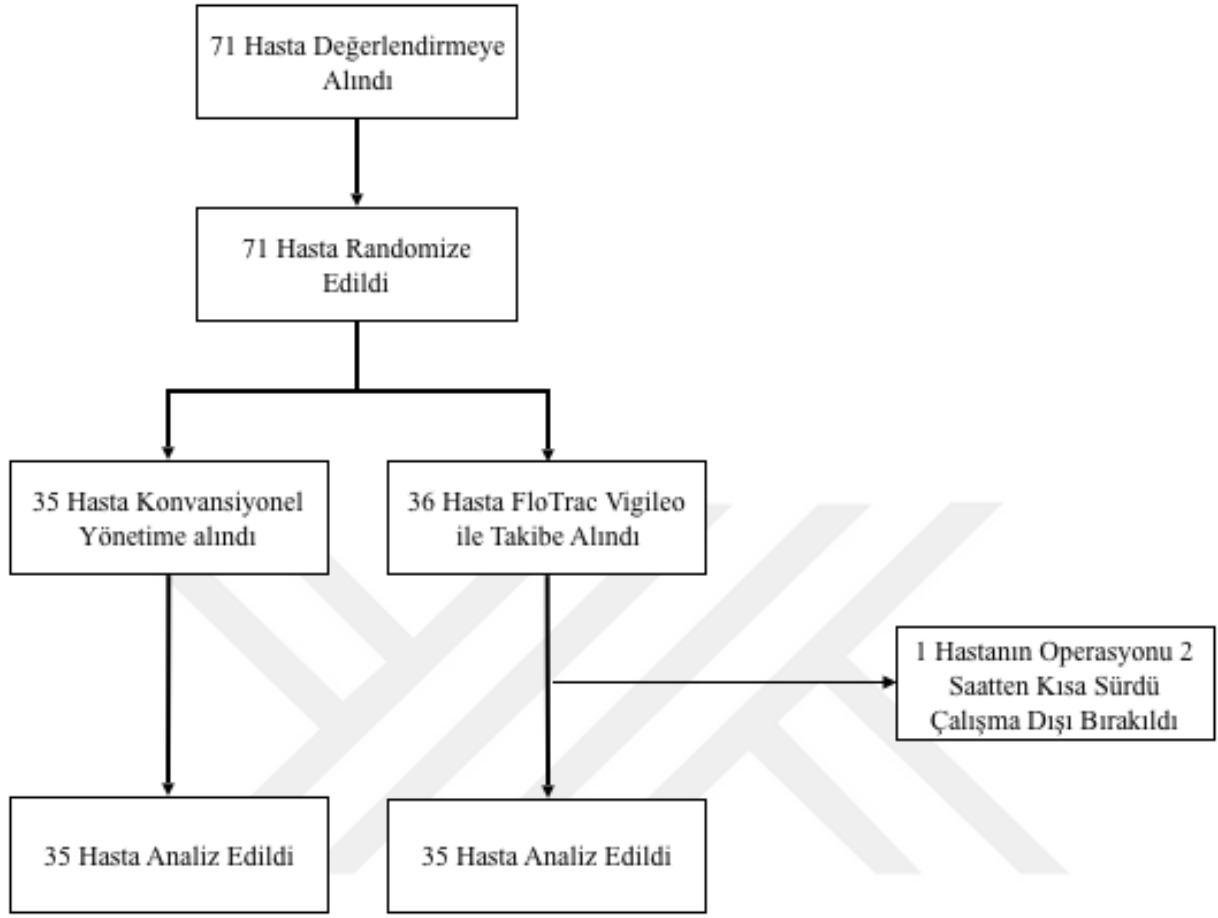 71 Hasta Değerlendirmeye
Alındı
71 Hasta Randomize
Edildi
35 Hasta Konvansiyonel
Yönetime alındı
36 Hasta FloTrac Vigileo
ile Takibe Alındı
1 Hastanın Operasyonu 2
Saatten Kısa Sürdü
Çalışma Dışı Bırakıldı
35 Hasta Analiz Edildi
35 Hasta Analiz Edildi